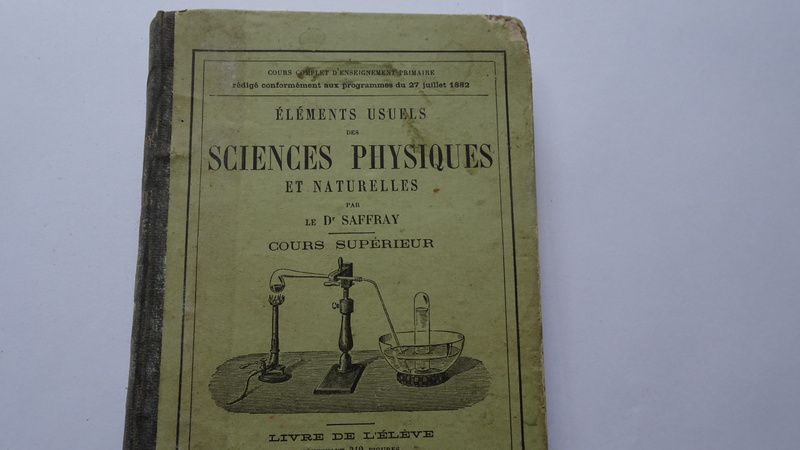 COURS COMPLET D'ENSEIGNEMENT PRIMAIRE
rédigé conformément aux programmes du 27 juillet 1882
ÉLÉMENTS USUELS
DES
SCIENCES PHYSIQUES
ET NATURELLES
PAR
LE Dr SAFFRAY
COURS SUPÉRIEUR
LIVRE DE L'ÉLÈVE
FIGURES